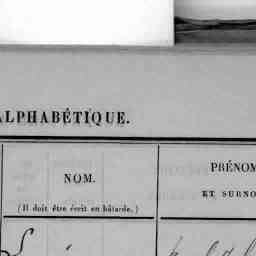 ALPHABÉTIQUE.
NOM.
(Il doit être écrit en bâtarde.)
PRÉNOM
ET SURNO